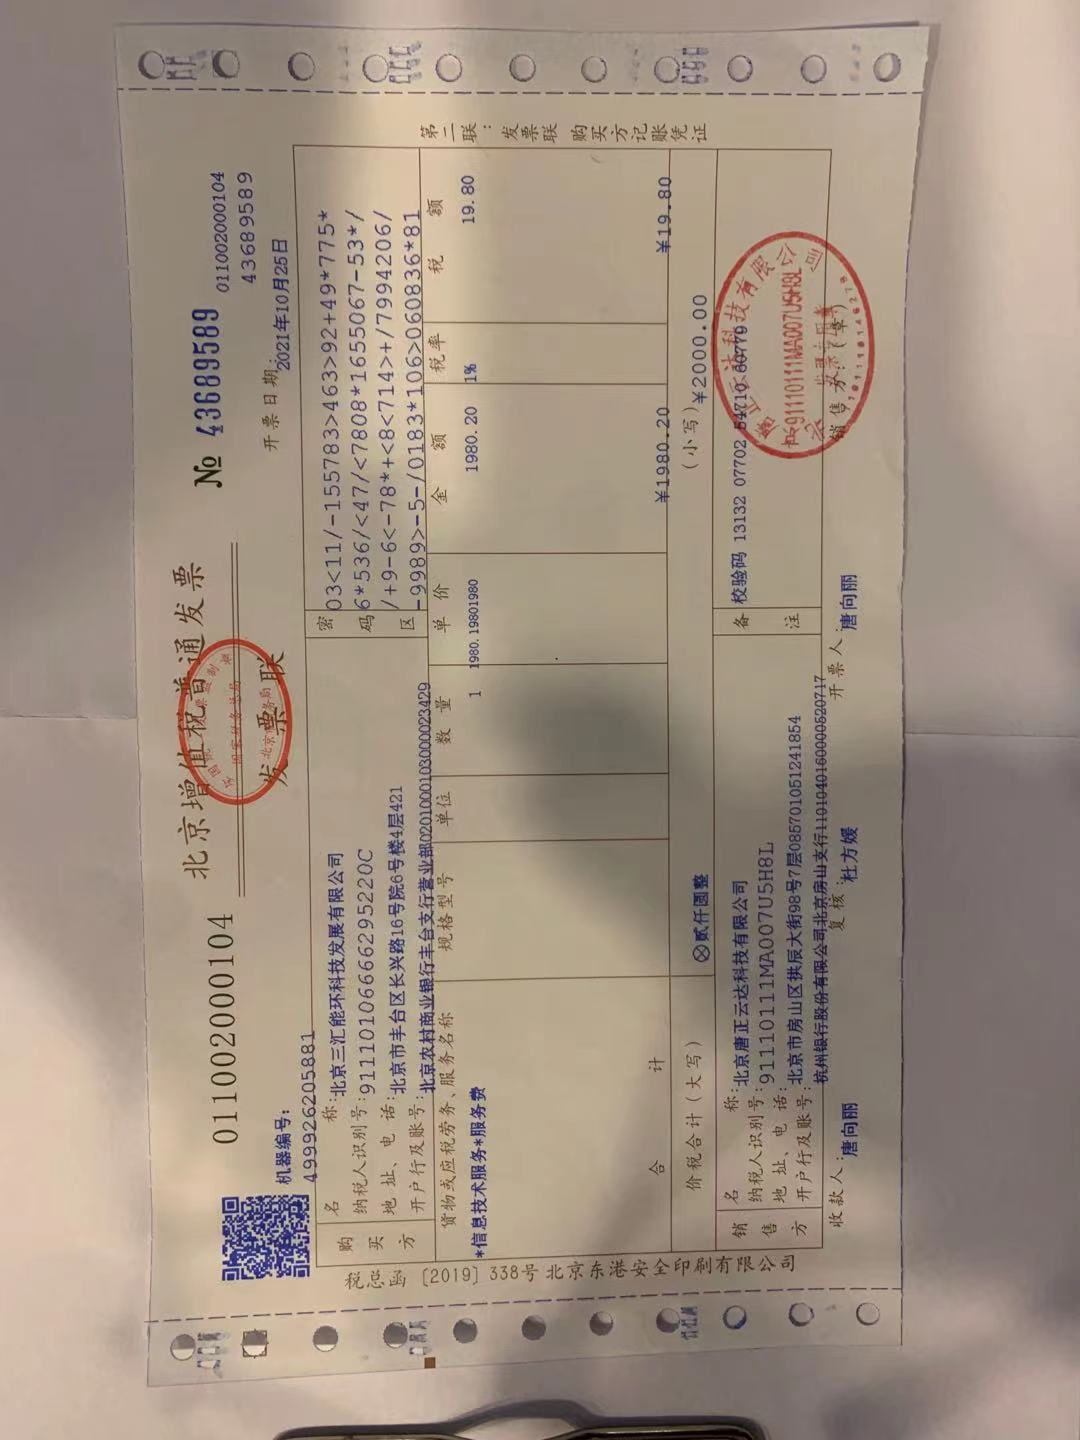 011002000104
北京增值税普通发票
发票联
№ 43689589
011002000104
43689589
机器编号:
499926205881
开票日期:2021年10月25日
购买方
名称:北京三汇能环科技发展有限公司
纳税人识别号:91110106666295220C
地址、电话:北京市丰台区长兴路16号院6号楼4层421
开户行及账号:北京农村商业银行丰台支行营业部0201000103000023429
密码区
03<11/-155783>463>92+49*775*
6*536/<47/<7808*1655067-53*/
/+9-6<-78*+<8<714>+/7994206/
-9989>-5-/0183*106>060836*81
货物或应税劳务、服务名称 规格型号 单位 数量 单价 金额 税率 税额
*信息技术服务*服务费 1 1980.19801980 1980.20 1% 19.80
合计 ¥1980.20 ¥19.80
价税合计(大写) ⊗贰仟圆整 (小写) ¥2000.00
销售方
名称:北京唐正云达科技有限公司
纳税人识别号:91110111MA007U5H8L
地址、电话:北京市房山区拱辰大街98号7层085701051241854
开户行及账号:杭州银行股份有限公司北京房山支行1101040160000520717
备注
校验码 13132 07702 54710 60779
收款人:唐向丽 复核:杜方媛 开票人:唐向丽 销售方:(章)
91110111MA007U5H8L
第二联:发票联 购买方记账凭证
税总函〔2019〕338号北京东港安全印刷有限公司